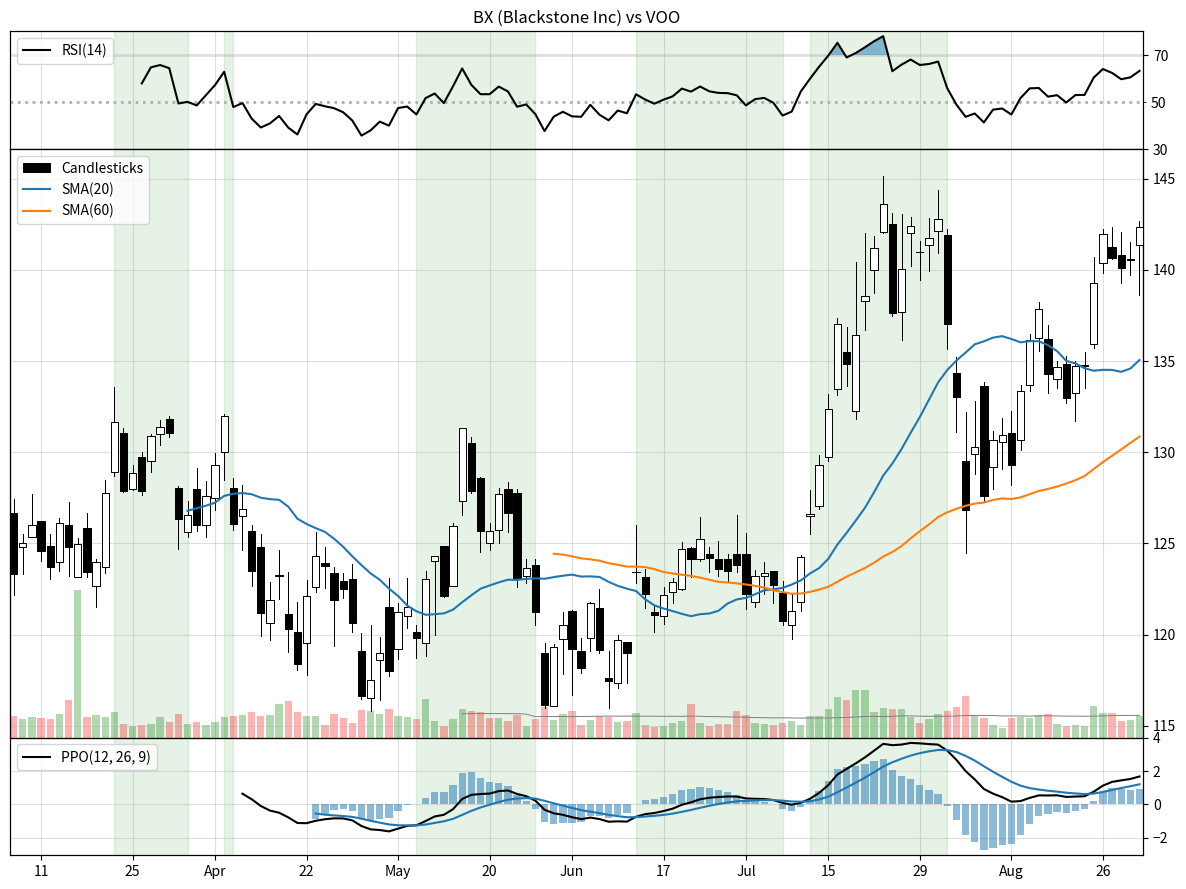 BX (Blackstone Inc) vs VOO
RSI(14)
70
50
30
Candlesticks
SMA(20)
SMA(60)
145
140
135
130
125
120
115
PPO(12, 26, 9)
4
2
0
−2
11 25 Apr 22 May 20 Jun 17 Jul 15 29 Aug 26